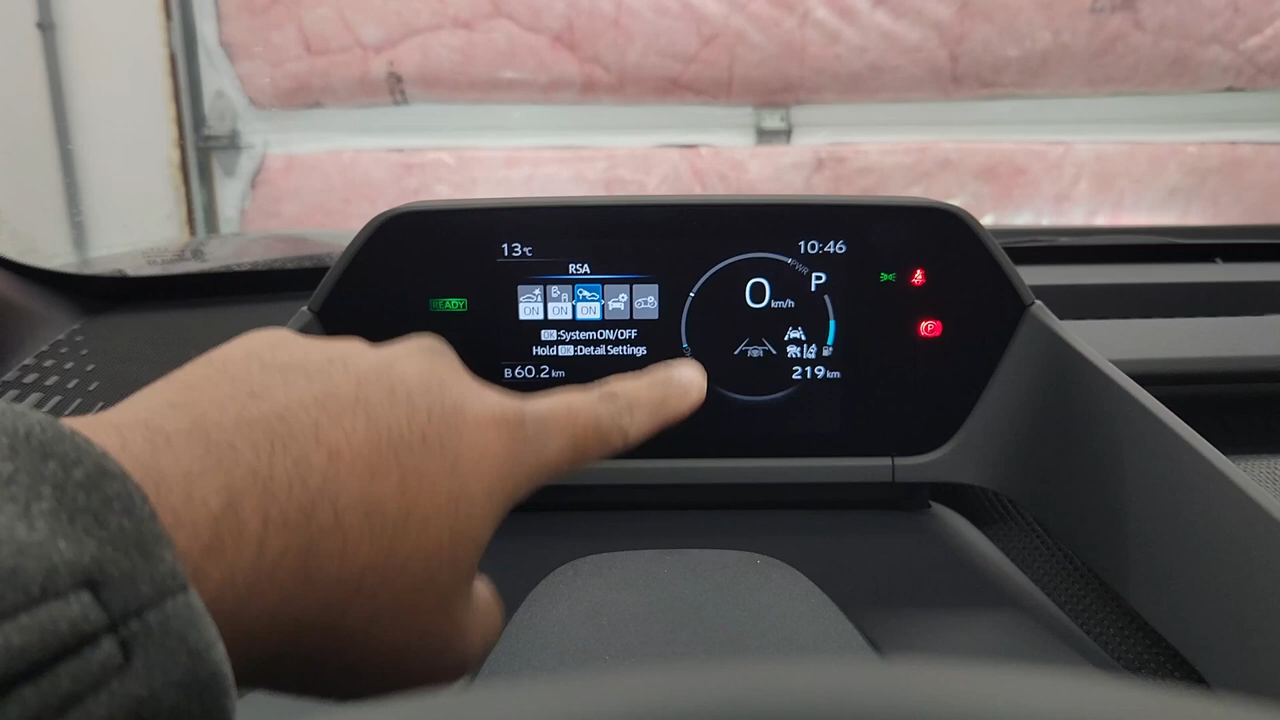 13℃
10:46
RSA
PWR
P
READY
ON ON ON
0 km/h
OK:System ON/OFF
Hold OK:Detail Settings
B 60.2 km
219 km
(P)